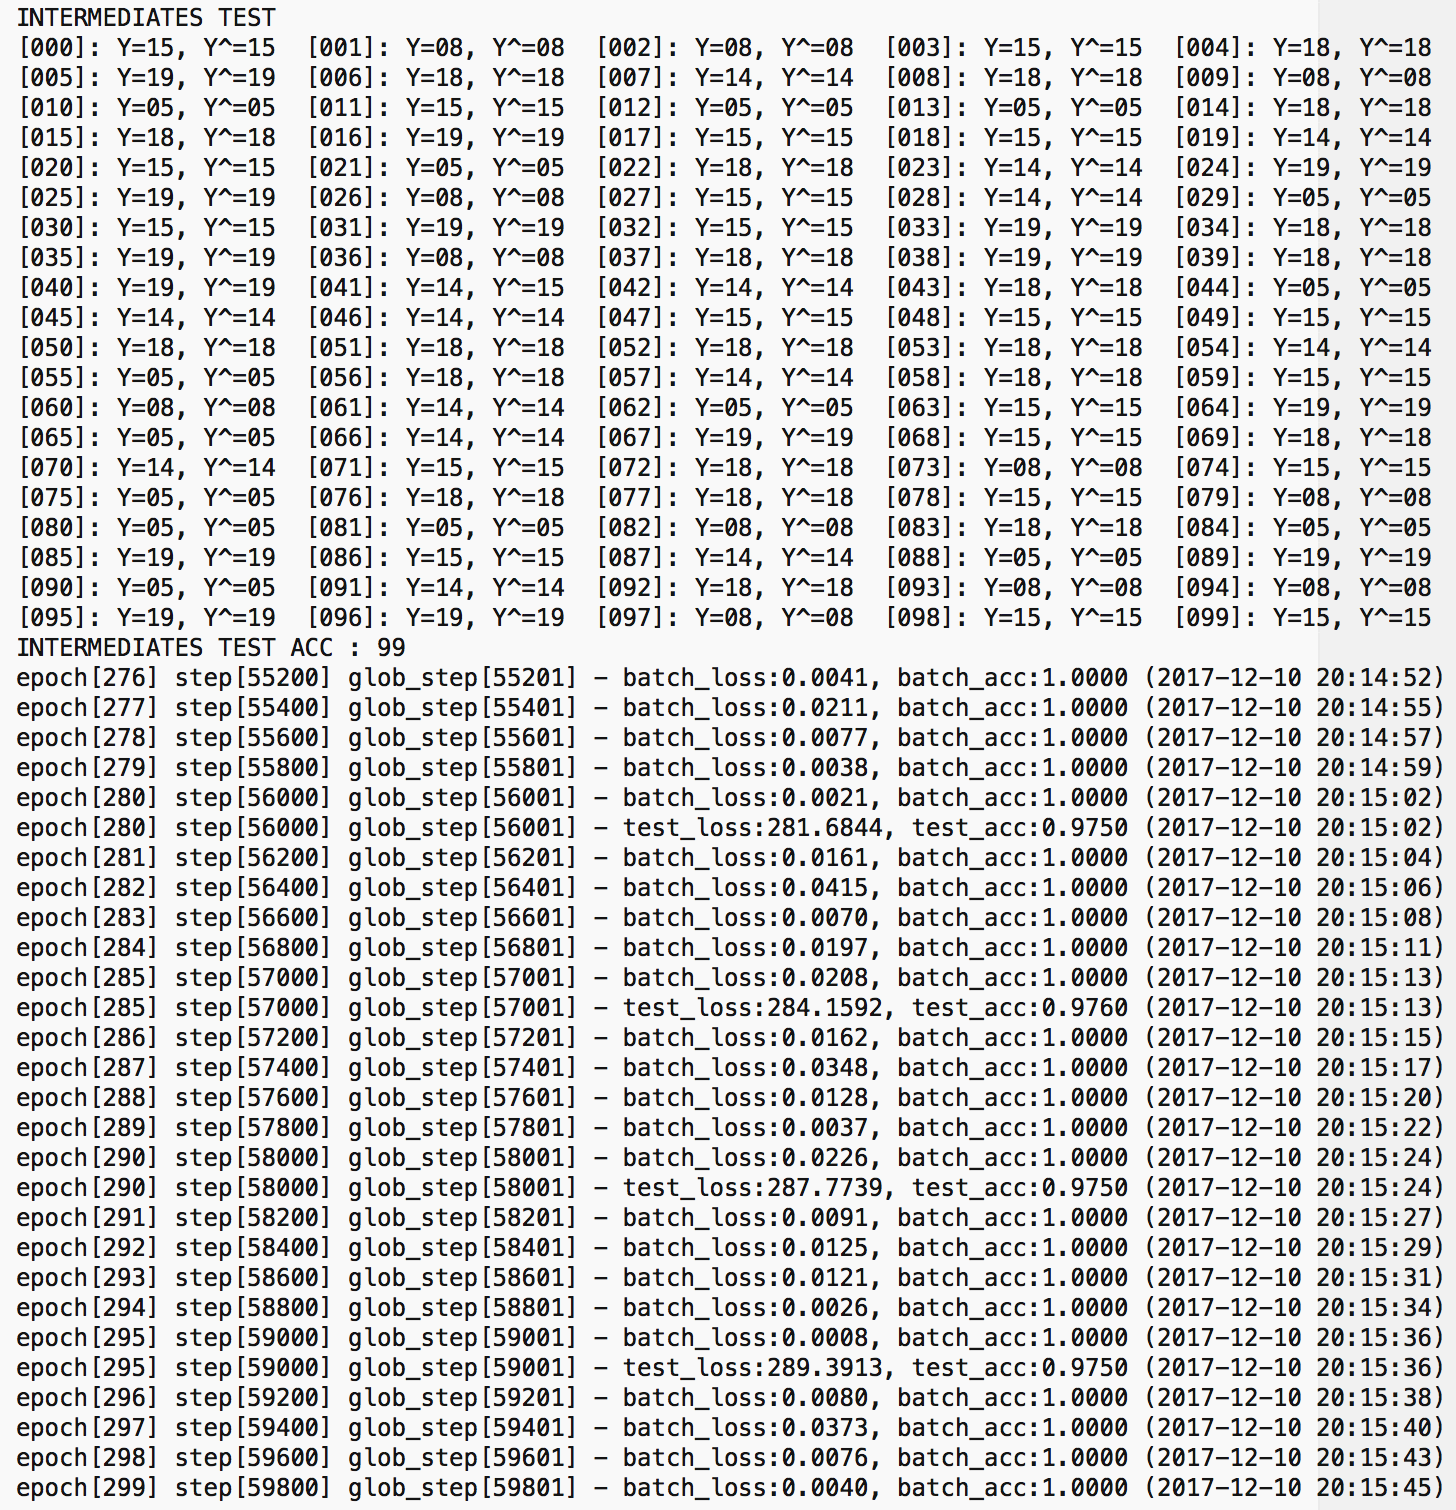 INTERMEDIATES TEST
[000]: Y=15, Y^=15  [001]: Y=08, Y^=08  [002]: Y=08, Y^=08  [003]: Y=15, Y^=15  [004]: Y=18, Y^=18
[005]: Y=19, Y^=19  [006]: Y=18, Y^=18  [007]: Y=14, Y^=14  [008]: Y=18, Y^=18  [009]: Y=08, Y^=08
[010]: Y=05, Y^=05  [011]: Y=15, Y^=15  [012]: Y=05, Y^=05  [013]: Y=05, Y^=05  [014]: Y=18, Y^=18
[015]: Y=18, Y^=18  [016]: Y=19, Y^=19  [017]: Y=15, Y^=15  [018]: Y=15, Y^=15  [019]: Y=14, Y^=14
[020]: Y=15, Y^=15  [021]: Y=05, Y^=05  [022]: Y=18, Y^=18  [023]: Y=14, Y^=14  [024]: Y=19, Y^=19
[025]: Y=19, Y^=19  [026]: Y=08, Y^=08  [027]: Y=15, Y^=15  [028]: Y=14, Y^=14  [029]: Y=05, Y^=05
[030]: Y=15, Y^=15  [031]: Y=19, Y^=19  [032]: Y=15, Y^=15  [033]: Y=19, Y^=19  [034]: Y=18, Y^=18
[035]: Y=19, Y^=19  [036]: Y=08, Y^=08  [037]: Y=18, Y^=18  [038]: Y=19, Y^=19  [039]: Y=18, Y^=18
[040]: Y=19, Y^=19  [041]: Y=14, Y^=15  [042]: Y=14, Y^=14  [043]: Y=18, Y^=18  [044]: Y=05, Y^=05
[045]: Y=14, Y^=14  [046]: Y=14, Y^=14  [047]: Y=15, Y^=15  [048]: Y=15, Y^=15  [049]: Y=15, Y^=15
[050]: Y=18, Y^=18  [051]: Y=18, Y^=18  [052]: Y=18, Y^=18  [053]: Y=18, Y^=18  [054]: Y=14, Y^=14
[055]: Y=05, Y^=05  [056]: Y=18, Y^=18  [057]: Y=14, Y^=14  [058]: Y=18, Y^=18  [059]: Y=15, Y^=15
[060]: Y=08, Y^=08  [061]: Y=14, Y^=14  [062]: Y=05, Y^=05  [063]: Y=15, Y^=15  [064]: Y=19, Y^=19
[065]: Y=05, Y^=05  [066]: Y=14, Y^=14  [067]: Y=19, Y^=19  [068]: Y=15, Y^=15  [069]: Y=18, Y^=18
[070]: Y=14, Y^=14  [071]: Y=15, Y^=15  [072]: Y=18, Y^=18  [073]: Y=08, Y^=08  [074]: Y=15, Y^=15
[075]: Y=05, Y^=05  [076]: Y=18, Y^=18  [077]: Y=18, Y^=18  [078]: Y=15, Y^=15  [079]: Y=08, Y^=08
[080]: Y=05, Y^=05  [081]: Y=05, Y^=05  [082]: Y=08, Y^=08  [083]: Y=18, Y^=18  [084]: Y=05, Y^=05
[085]: Y=19, Y^=19  [086]: Y=15, Y^=15  [087]: Y=14, Y^=14  [088]: Y=05, Y^=05  [089]: Y=19, Y^=19
[090]: Y=05, Y^=05  [091]: Y=14, Y^=14  [092]: Y=18, Y^=18  [093]: Y=08, Y^=08  [094]: Y=08, Y^=08
[095]: Y=19, Y^=19  [096]: Y=19, Y^=19  [097]: Y=08, Y^=08  [098]: Y=15, Y^=15  [099]: Y=15, Y^=15
INTERMEDIATES TEST ACC : 99
epoch[276] step[55200] glob_step[55201] - batch_loss:0.0041, batch_acc:1.0000 (2017-12-10 20:14:52)
epoch[277] step[55400] glob_step[55401] - batch_loss:0.0211, batch_acc:1.0000 (2017-12-10 20:14:55)
epoch[278] step[55600] glob_step[55601] - batch_loss:0.0077, batch_acc:1.0000 (2017-12-10 20:14:57)
epoch[279] step[55800] glob_step[55801] - batch_loss:0.0038, batch_acc:1.0000 (2017-12-10 20:14:59)
epoch[280] step[56000] glob_step[56001] - batch_loss:0.0021, batch_acc:1.0000 (2017-12-10 20:15:02)
epoch[280] step[56000] glob_step[56001] - test_loss:281.6844, test_acc:0.9750 (2017-12-10 20:15:02)
epoch[281] step[56200] glob_step[56201] - batch_loss:0.0161, batch_acc:1.0000 (2017-12-10 20:15:04)
epoch[282] step[56400] glob_step[56401] - batch_loss:0.0415, batch_acc:1.0000 (2017-12-10 20:15:06)
epoch[283] step[56600] glob_step[56601] - batch_loss:0.0070, batch_acc:1.0000 (2017-12-10 20:15:08)
epoch[284] step[56800] glob_step[56801] - batch_loss:0.0197, batch_acc:1.0000 (2017-12-10 20:15:11)
epoch[285] step[57000] glob_step[57001] - batch_loss:0.0208, batch_acc:1.0000 (2017-12-10 20:15:13)
epoch[285] step[57000] glob_step[57001] - test_loss:284.1592, test_acc:0.9760 (2017-12-10 20:15:13)
epoch[286] step[57200] glob_step[57201] - batch_loss:0.0162, batch_acc:1.0000 (2017-12-10 20:15:15)
epoch[287] step[57400] glob_step[57401] - batch_loss:0.0348, batch_acc:1.0000 (2017-12-10 20:15:17)
epoch[288] step[57600] glob_step[57601] - batch_loss:0.0128, batch_acc:1.0000 (2017-12-10 20:15:20)
epoch[289] step[57800] glob_step[57801] - batch_loss:0.0037, batch_acc:1.0000 (2017-12-10 20:15:22)
epoch[290] step[58000] glob_step[58001] - batch_loss:0.0226, batch_acc:1.0000 (2017-12-10 20:15:24)
epoch[290] step[58000] glob_step[58001] - test_loss:287.7739, test_acc:0.9750 (2017-12-10 20:15:24)
epoch[291] step[58200] glob_step[58201] - batch_loss:0.0091, batch_acc:1.0000 (2017-12-10 20:15:27)
epoch[292] step[58400] glob_step[58401] - batch_loss:0.0125, batch_acc:1.0000 (2017-12-10 20:15:29)
epoch[293] step[58600] glob_step[58601] - batch_loss:0.0121, batch_acc:1.0000 (2017-12-10 20:15:31)
epoch[294] step[58800] glob_step[58801] - batch_loss:0.0026, batch_acc:1.0000 (2017-12-10 20:15:34)
epoch[295] step[59000] glob_step[59001] - batch_loss:0.0008, batch_acc:1.0000 (2017-12-10 20:15:36)
epoch[295] step[59000] glob_step[59001] - test_loss:289.3913, test_acc:0.9750 (2017-12-10 20:15:36)
epoch[296] step[59200] glob_step[59201] - batch_loss:0.0080, batch_acc:1.0000 (2017-12-10 20:15:38)
epoch[297] step[59400] glob_step[59401] - batch_loss:0.0373, batch_acc:1.0000 (2017-12-10 20:15:40)
epoch[298] step[59600] glob_step[59601] - batch_loss:0.0076, batch_acc:1.0000 (2017-12-10 20:15:43)
epoch[299] step[59800] glob_step[59801] - batch_loss:0.0040, batch_acc:1.0000 (2017-12-10 20:15:45)